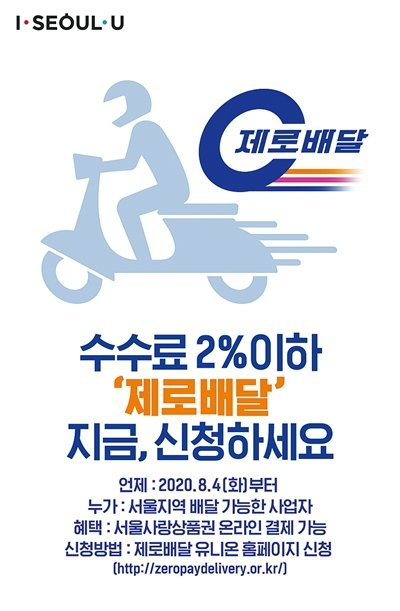 I·SEOUL·U
제로배달
수수료 2%이하
‘제로배달’
지금, 신청하세요
언제 : 2020. 8. 4 (화)부터
누가 : 서울지역 배달 가능한 사업자
혜택 : 서울사랑상품권 온라인 결제 가능
신청방법 : 제로배달 유니온 홈페이지 신청
(http://zeropaydelivery.or.kr/)